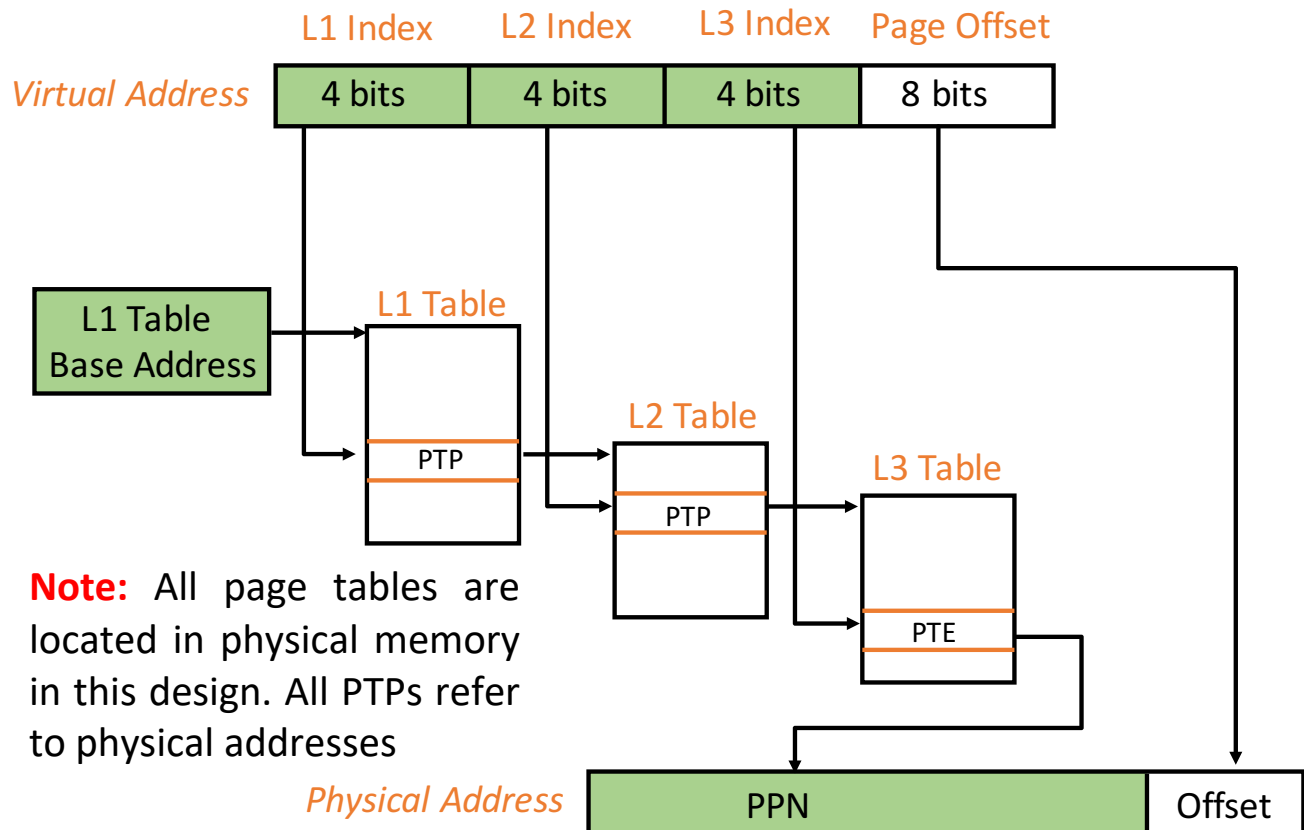 L1 Index L2 Index L3 Index Page Offset
Virtual Address 4 bits 4 bits 4 bits 8 bits
L1 Table
Base Address
L1 Table
PTP
L2 Table
PTP
L3 Table
PTE
Note: All page tables are
located in physical memory
in this design. All PTPs refer
to physical addresses
Physical Address PPN Offset